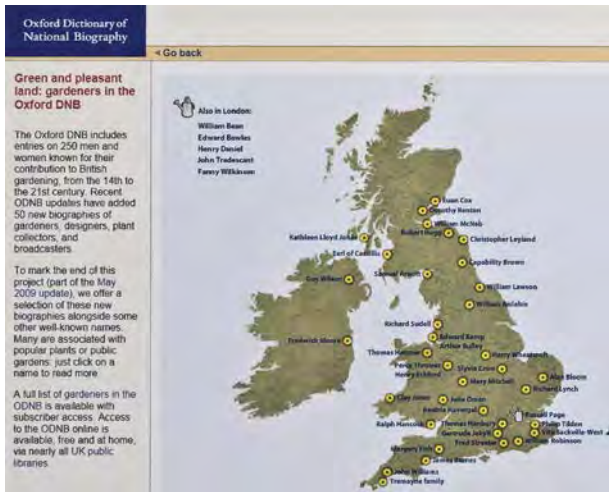 Oxford Dictionary of
National Biography
< Go back
Green and pleasant
land: gardeners in the
Oxford DNB
The Oxford DNB includes
entries on 250 men and
women known for their
contribution to British
gardening, from the 14th to
the 21st century. Recent
ODNB updates have added
50 new biographies of
gardeners, designers, plant
collectors, and
broadcasters.
To mark the end of this
project (part of the May
2009 update), we offer a
selection of these new
biographies alongside some
other well-known names.
Many are associated with
popular plants or public
gardens: just click on a
name to read more.
A full list of gardeners in the
ODNB is available with
subscriber access. Access
to the ODNB online is
available, free and at home,
via nearly all UK public
libraries.
Also in London:
William Bean
Edward Bowles
Henry Daniel
John Tradescant
Fanny Wilkinson
Euan Cox
Dorothy Renton
William McNab
Robert Hogg
Christopher Leyland
Kathleen Lloyd Jones
Earl of Cassillis
Capability Brown
Samuel
Guy Wilson
William Lawson
William
Richard Sudell
Frederick Moore
Edward Kemp
Arthur Bulley
Thomas Hanmer
Harry Wheatcroft
Percy Thrower
Henry Eckford
Sylvia Crowe
Mary Mitchell
Alan Bloom
Richard Lynch
Clay Jones
Julie Oman
Beatrix Havergal
Russell Page
Ralph Hancock
Thomas Hanbury
Philip Tilden
Gertrude Jekyll
Vita Sackville-West
Fred Streeter
William Robinson
Margery Fish
James Barnes
John Williams
Tremayne family